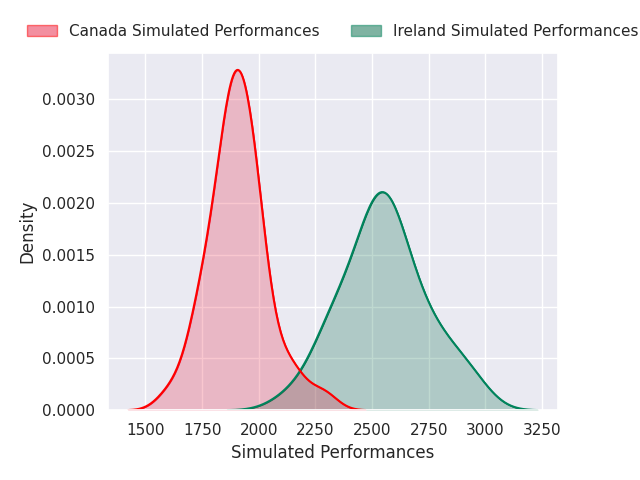 Canada Simulated Performances Ireland Simulated Performances
0.0030
0.0025
0.0020
0.0015
0.0010
0.0005
0.0000
Density
1500 1750 2000 2250 2500 2750 3000 3250
Simulated Performances